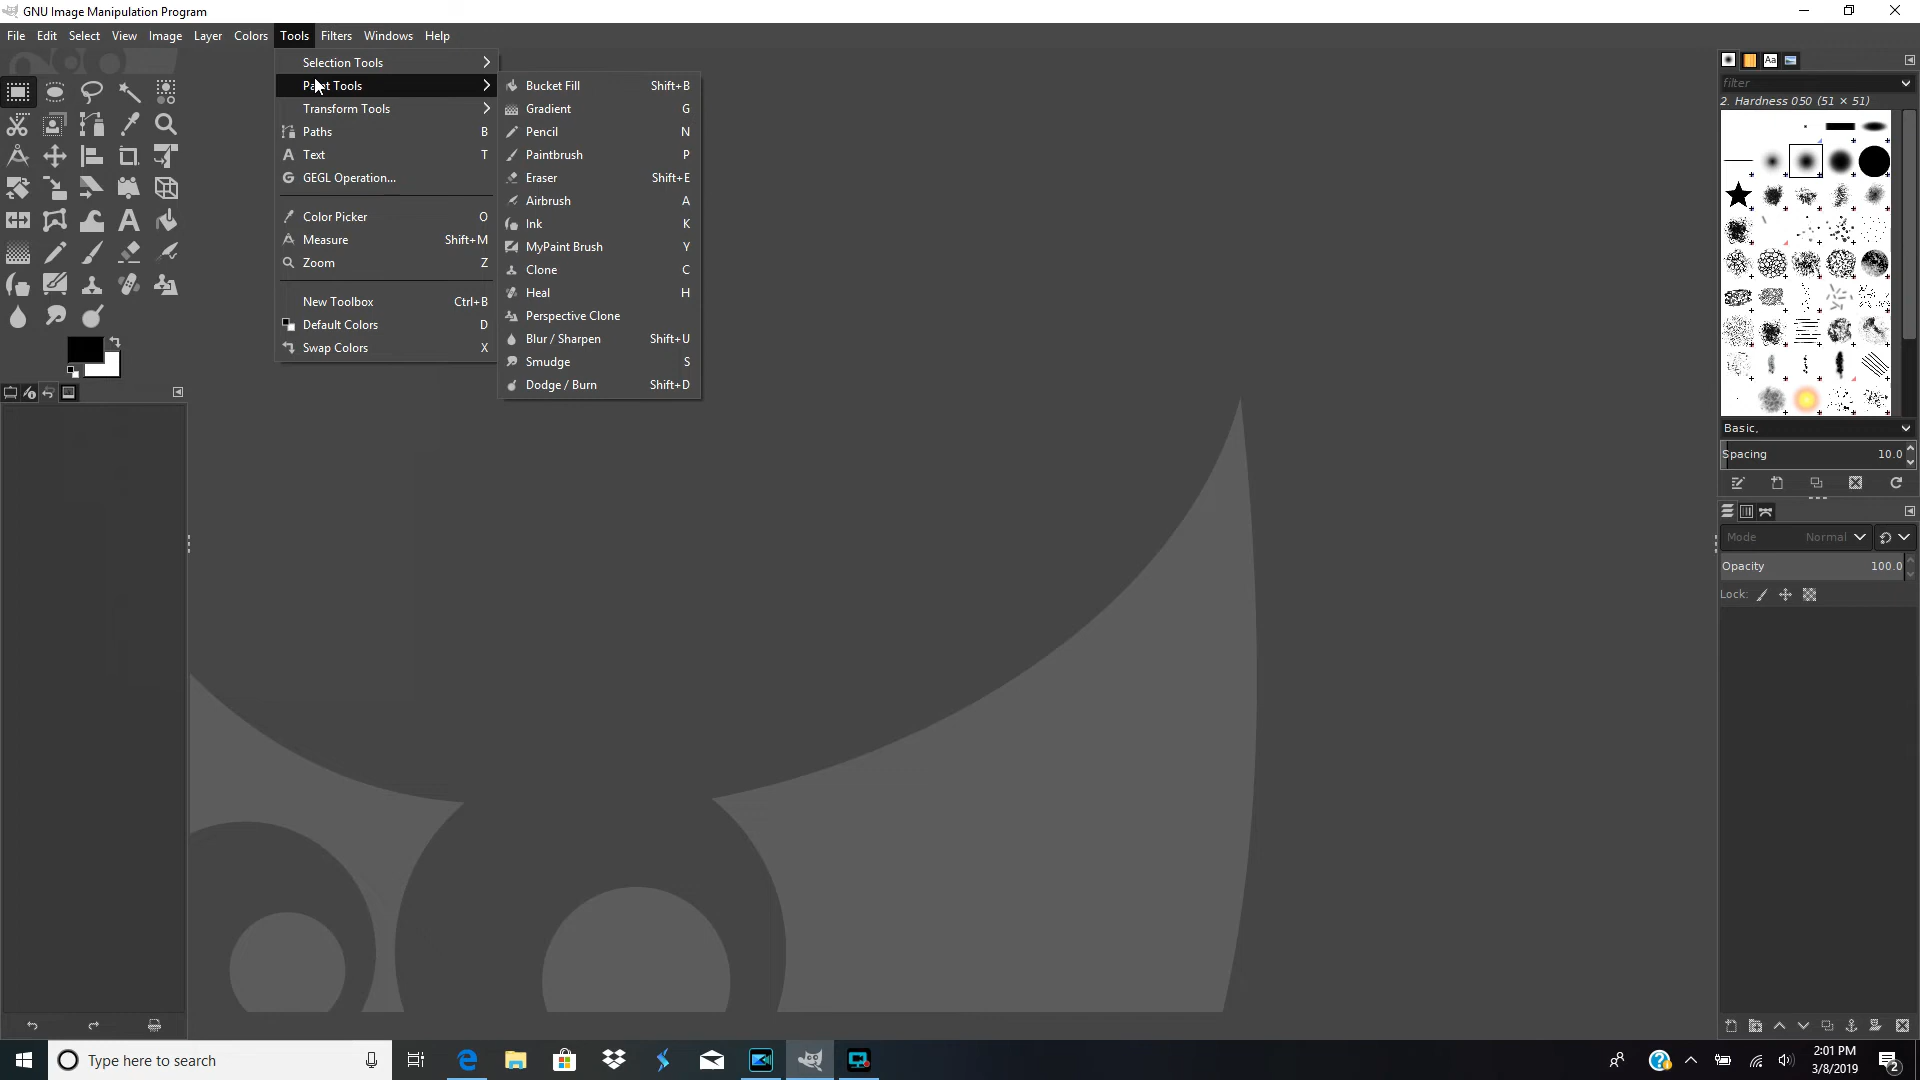 GNU Image Manipulation Program
File Edit Select View Image Layer Colors Tools Filters Windows Help
Selection Tools
Paint Tools
Transform Tools
Paths B
Text T
GEGL Operation...
Color Picker O
Measure Shift+M
Zoom Z
New Toolbox Ctrl+B
Default Colors D
Swap Colors X
Bucket Fill Shift+B
Gradient G
Pencil N
Paintbrush P
Eraser Shift+E
Airbrush A
Ink K
MyPaint Brush Y
Clone C
Heal H
Perspective Clone
Blur / Sharpen Shift+U
Smudge S
Dodge / Burn Shift+D
Aa
filter
2. Hardness 050 (51 × 51)
Basic,
Spacing 10.0
Mode Normal
Opacity 100.0
Lock:
Type here to search
2:01 PM
3/8/2019
2